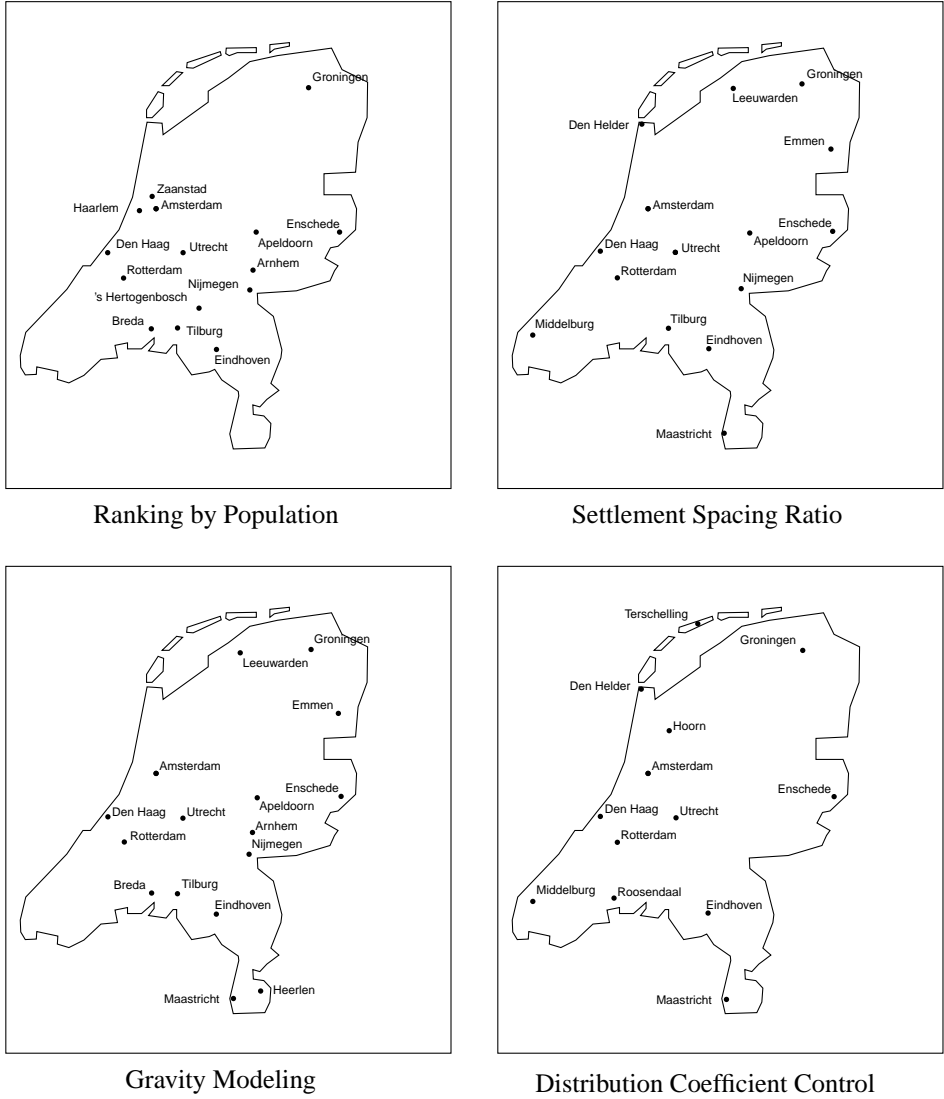 Groningen
Zaanstad
Haarlem
Amsterdam
Den Haag
Utrecht
Enschede
Apeldoorn
Rotterdam
Arnhem
Nijmegen
's Hertogenbosch
Breda
Tilburg
Eindhoven
Ranking by Population
Groningen
Leeuwarden
Den Helder
Emmen
Amsterdam
Enschede
Den Haag
Utrecht
Apeldoorn
Rotterdam
Nijmegen
Middelburg
Tilburg
Eindhoven
Maastricht
Settlement Spacing Ratio
Groningen
Leeuwarden
Emmen
Amsterdam
Enschede
Apeldoorn
Den Haag
Utrecht
Arnhem
Rotterdam
Nijmegen
Breda
Tilburg
Eindhoven
Heerlen
Maastricht
Gravity Modeling
Terschelling
Groningen
Den Helder
Hoorn
Amsterdam
Enschede
Den Haag
Utrecht
Rotterdam
Middelburg
Roosendaal
Eindhoven
Maastricht
Distribution Coefficient Control